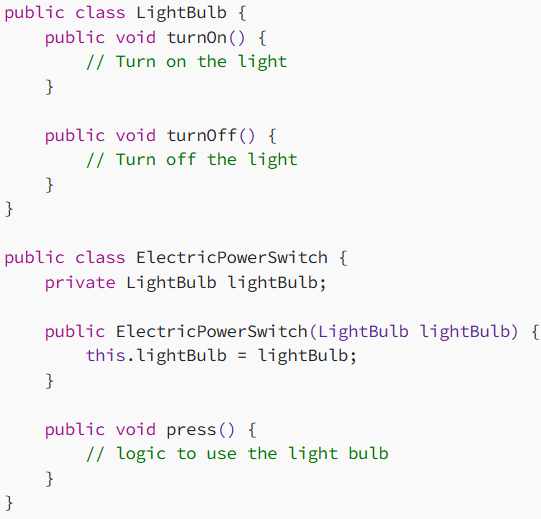 public class LightBulb {
    public void turnOn() {
        // Turn on the light
    }

    public void turnOff() {
        // Turn off the light
    }
}

public class ElectricPowerSwitch {
    private LightBulb lightBulb;

    public ElectricPowerSwitch(LightBulb lightBulb) {
        this.lightBulb = lightBulb;
    }

    public void press() {
        // logic to use the light bulb
    }
}